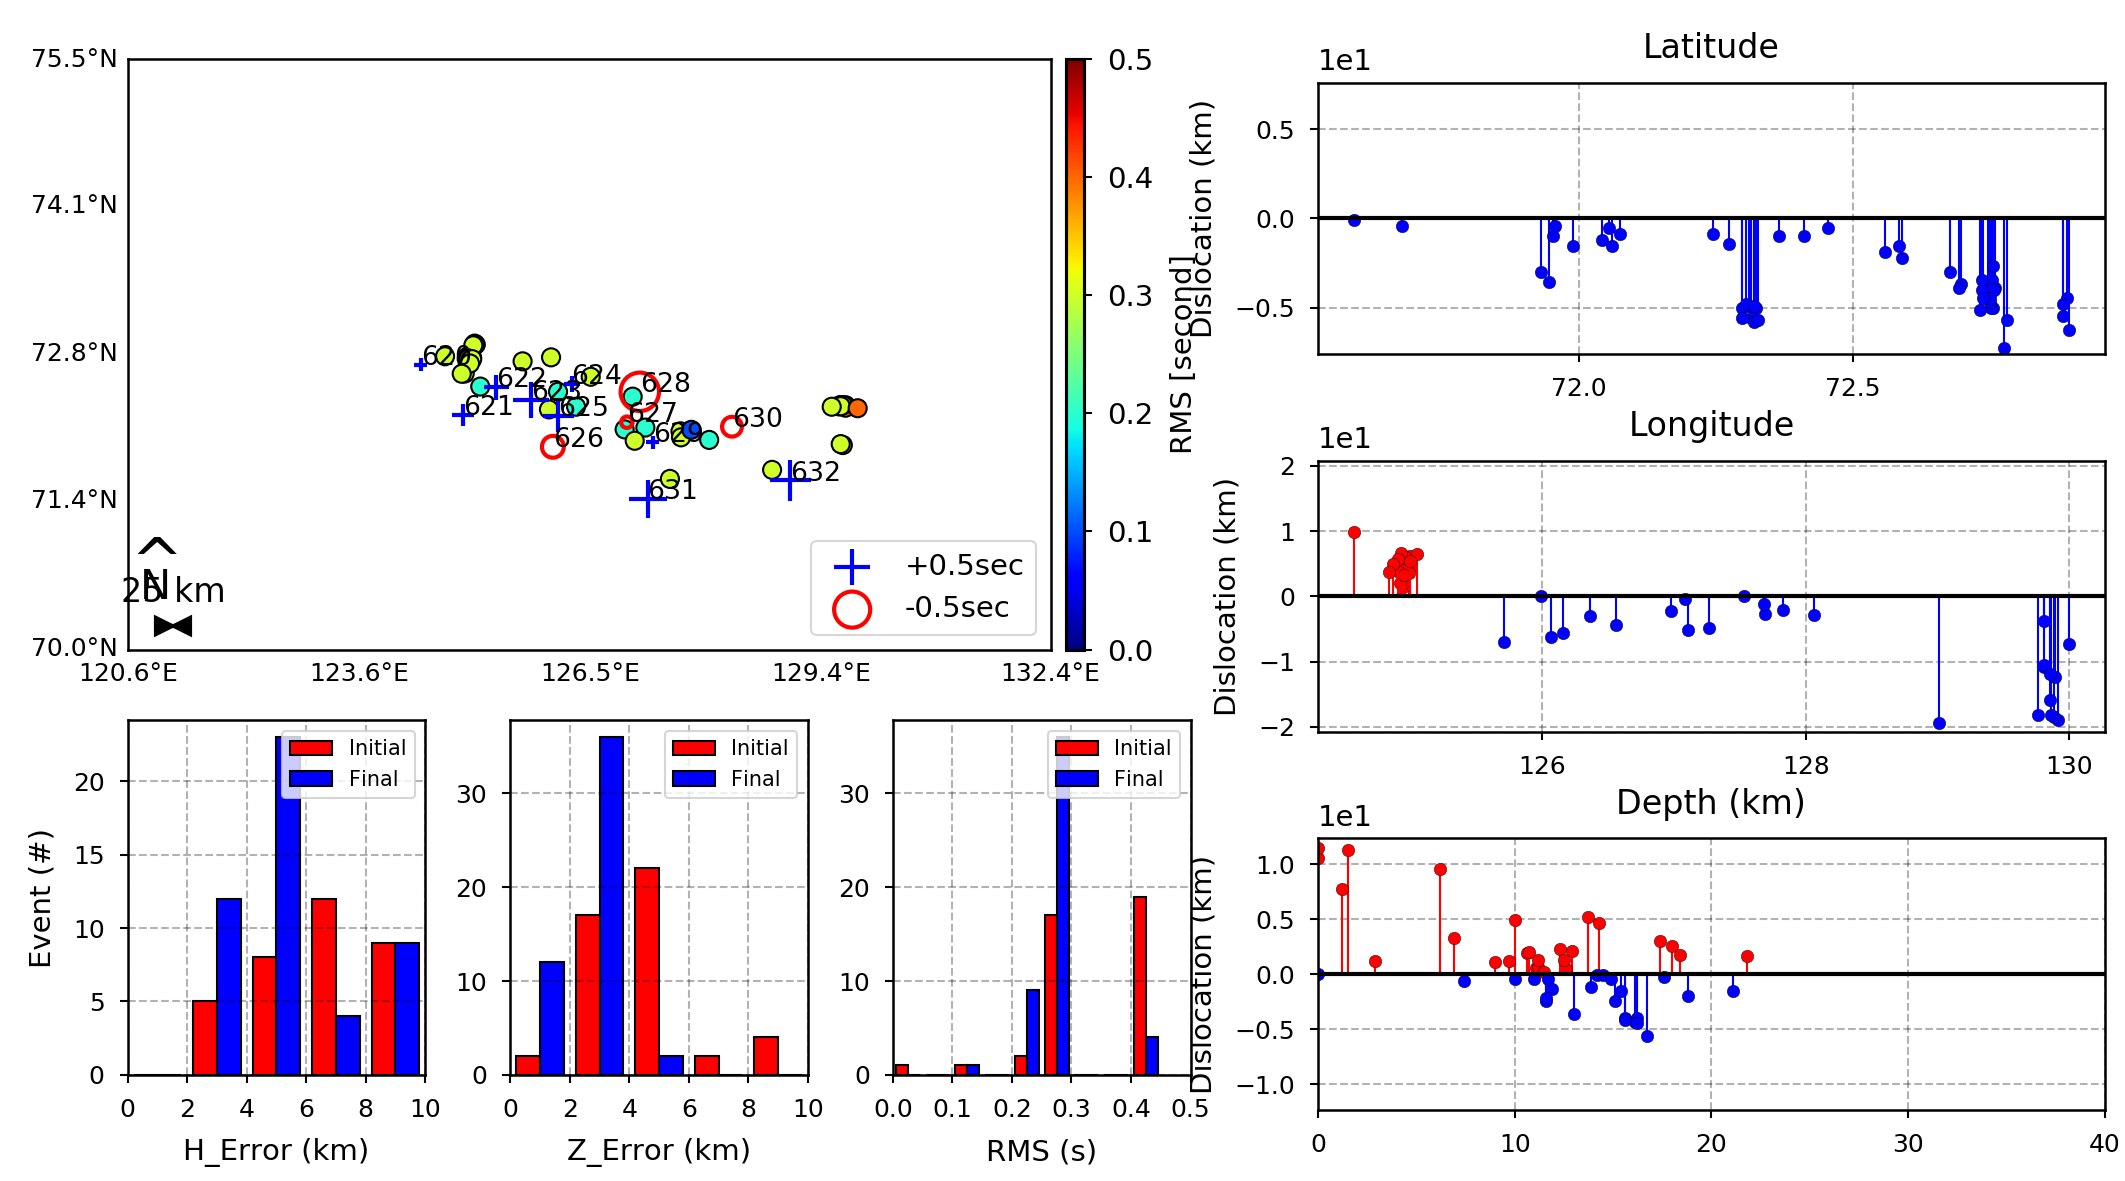 75.5°N
74.1°N
72.8°N
71.4°N
70.0°N
120.6°E
123.6°E
126.5°E
129.4°E
132.4°E
622
624
628
621
625
627
630
626
632
631
N
25 km
+0.5sec
-0.5sec
0.5
0.4
0.3
0.2
0.1
0.0
RMS [second]
Latitude
1e1
0.5
0.0
−0.5
72.0
72.5
Dislocation (km)
Longitude
1e1
2
1
0
−1
−2
126
128
130
Dislocation (km)
Depth (km)
1e1
1.0
0.5
0.0
−0.5
−1.0
0
10
20
30
40
Dislocation (km)
Event (#)
20
15
10
5
0
0
2
4
6
8
10
H_Error (km)
Initial
Final
30
20
10
0
0
2
4
6
8
10
Z_Error (km)
Initial
Final
30
20
10
0
0.0
0.1
0.2
0.3
0.4
0.5
RMS (s)
Initial
Final